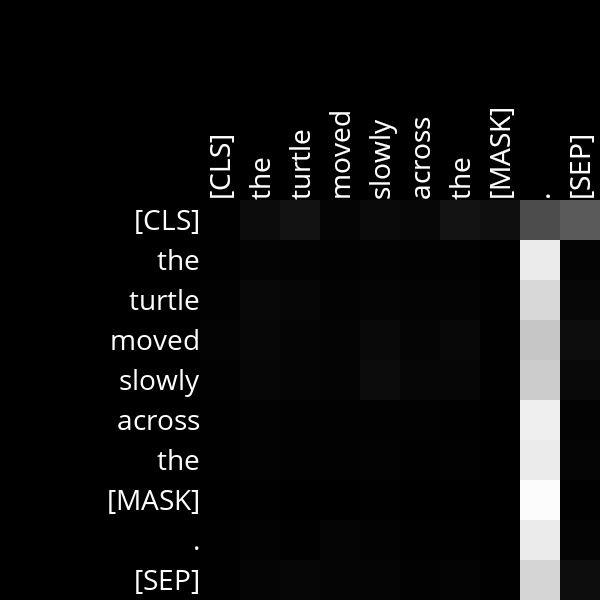 [CLS] the turtle moved slowly across the [MASK] . [SEP]
[CLS]
the
turtle
moved
slowly
across
the
[MASK]
.
[SEP]